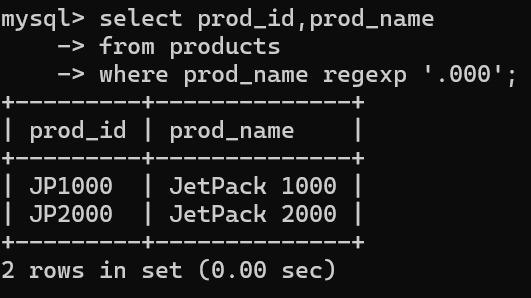 mysql> select prod_id,prod_name
    -> from products
    -> where prod_name regexp '.000';
+---------+--------------+
| prod_id | prod_name    |
+---------+--------------+
| JP1000  | JetPack 1000 |
| JP2000  | JetPack 2000 |
+---------+--------------+
2 rows in set (0.00 sec)